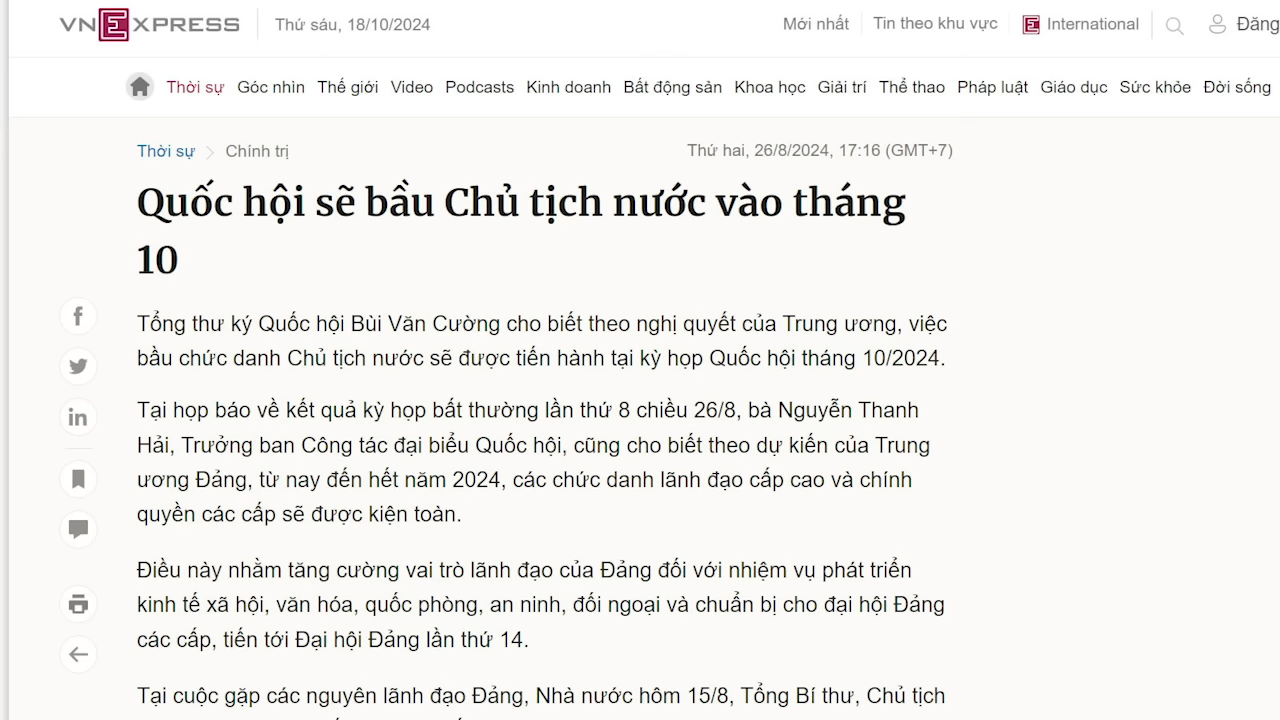 VNEXPRESS
Thứ sáu, 18/10/2024
Mới nhất
Tin theo khu vực
International
Đăng
Thời sự Góc nhìn Thế giới Video Podcasts Kinh doanh Bất động sản Khoa học Giải trí Thể thao Pháp luật Giáo dục Sức khỏe Đời sống
Thời sự
Chính trị
Thứ hai, 26/8/2024, 17:16 (GMT+7)
Quốc hội sẽ bầu Chủ tịch nước vào tháng
10
Tổng thư ký Quốc hội Bùi Văn Cường cho biết theo nghị quyết của Trung ương, việc
bầu chức danh Chủ tịch nước sẽ được tiến hành tại kỳ họp Quốc hội tháng 10/2024.
Tại họp báo về kết quả kỳ họp bất thường lần thứ 8 chiều 26/8, bà Nguyễn Thanh
Hải, Trưởng ban Công tác đại biểu Quốc hội, cũng cho biết theo dự kiến của Trung
ương Đảng, từ nay đến hết năm 2024, các chức danh lãnh đạo cấp cao và chính
quyền các cấp sẽ được kiện toàn.
Điều này nhằm tăng cường vai trò lãnh đạo của Đảng đối với nhiệm vụ phát triển
kinh tế xã hội, văn hóa, quốc phòng, an ninh, đối ngoại và chuẩn bị cho đại hội Đảng
các cấp, tiến tới Đại hội Đảng lần thứ 14.
Tại cuộc gặp các nguyên lãnh đạo Đảng, Nhà nước hôm 15/8, Tổng Bí thư, Chủ tịch